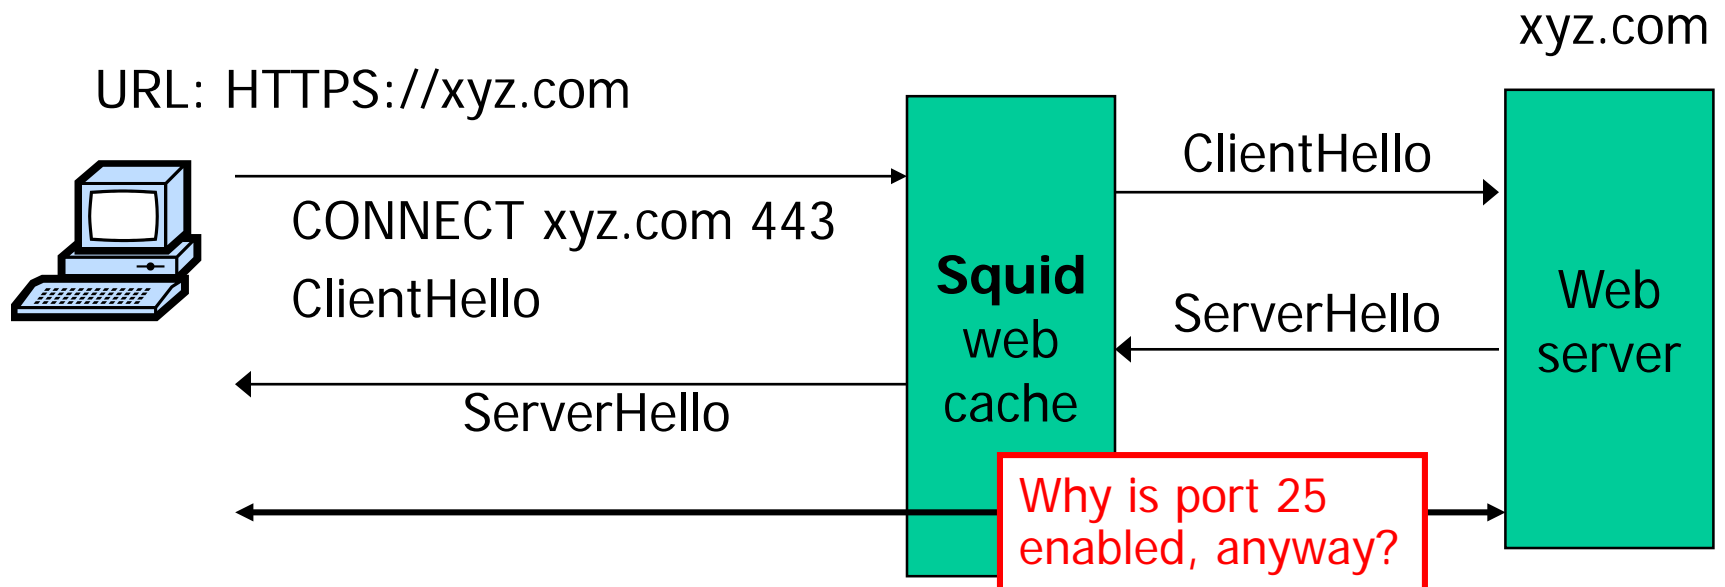 xyz.com
URL: HTTPS://xyz.com
CONNECT xyz.com 443
ClientHello
ServerHello
Squid
web
cache
ClientHello
ServerHello
Web
server
Why is port 25
enabled, anyway?